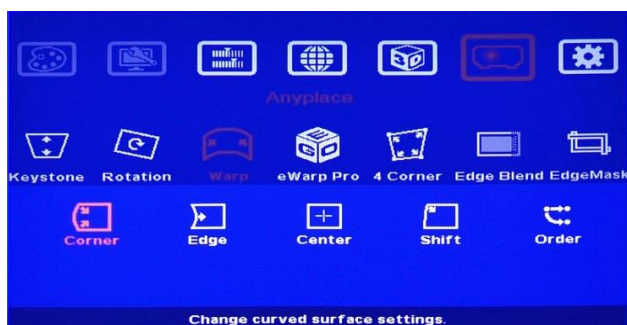 3D
Anyplace
Keystone Rotation Warp eWarp Pro 4 Corner Edge Blend EdgeMask
Corner Edge Center Shift Order
Change curved surface settings.